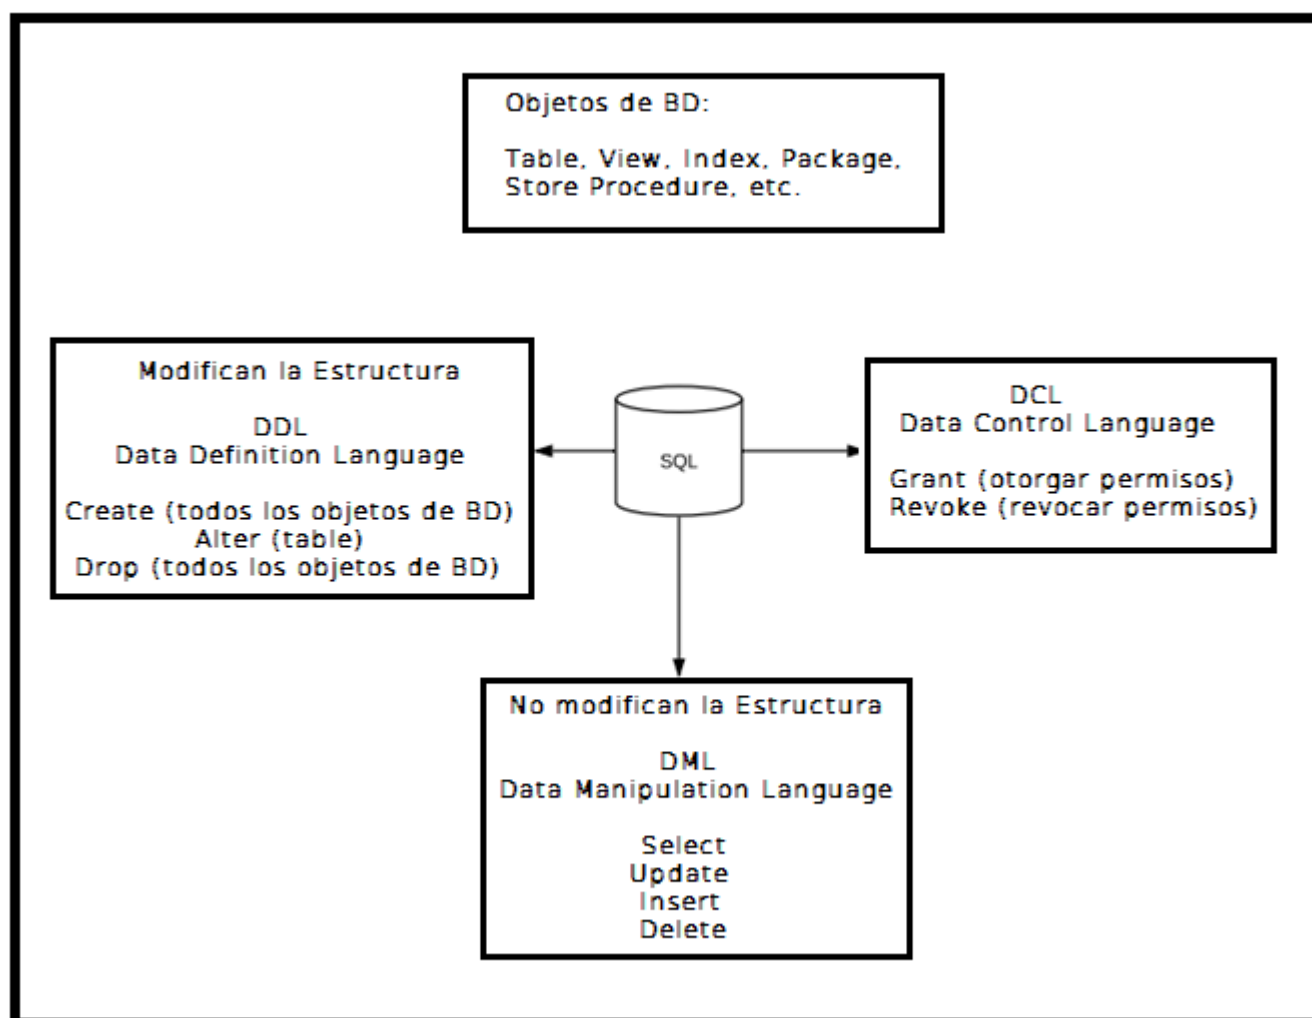 Objetos de BD:
Table, View, Index, Package,
Store Procedure, etc.
Modifican la Estructura
DDL
Data Definition Language
Create (todos los objetos de BD)
Alter (table)
Drop (todos los objetos de BD)
SQL
DCL
Data Control Language
Grant (otorgar permisos)
Revoke (revocar permisos)
No modifican la Estructura
DML
Data Manipulation Language
Select
Update
Insert
Delete